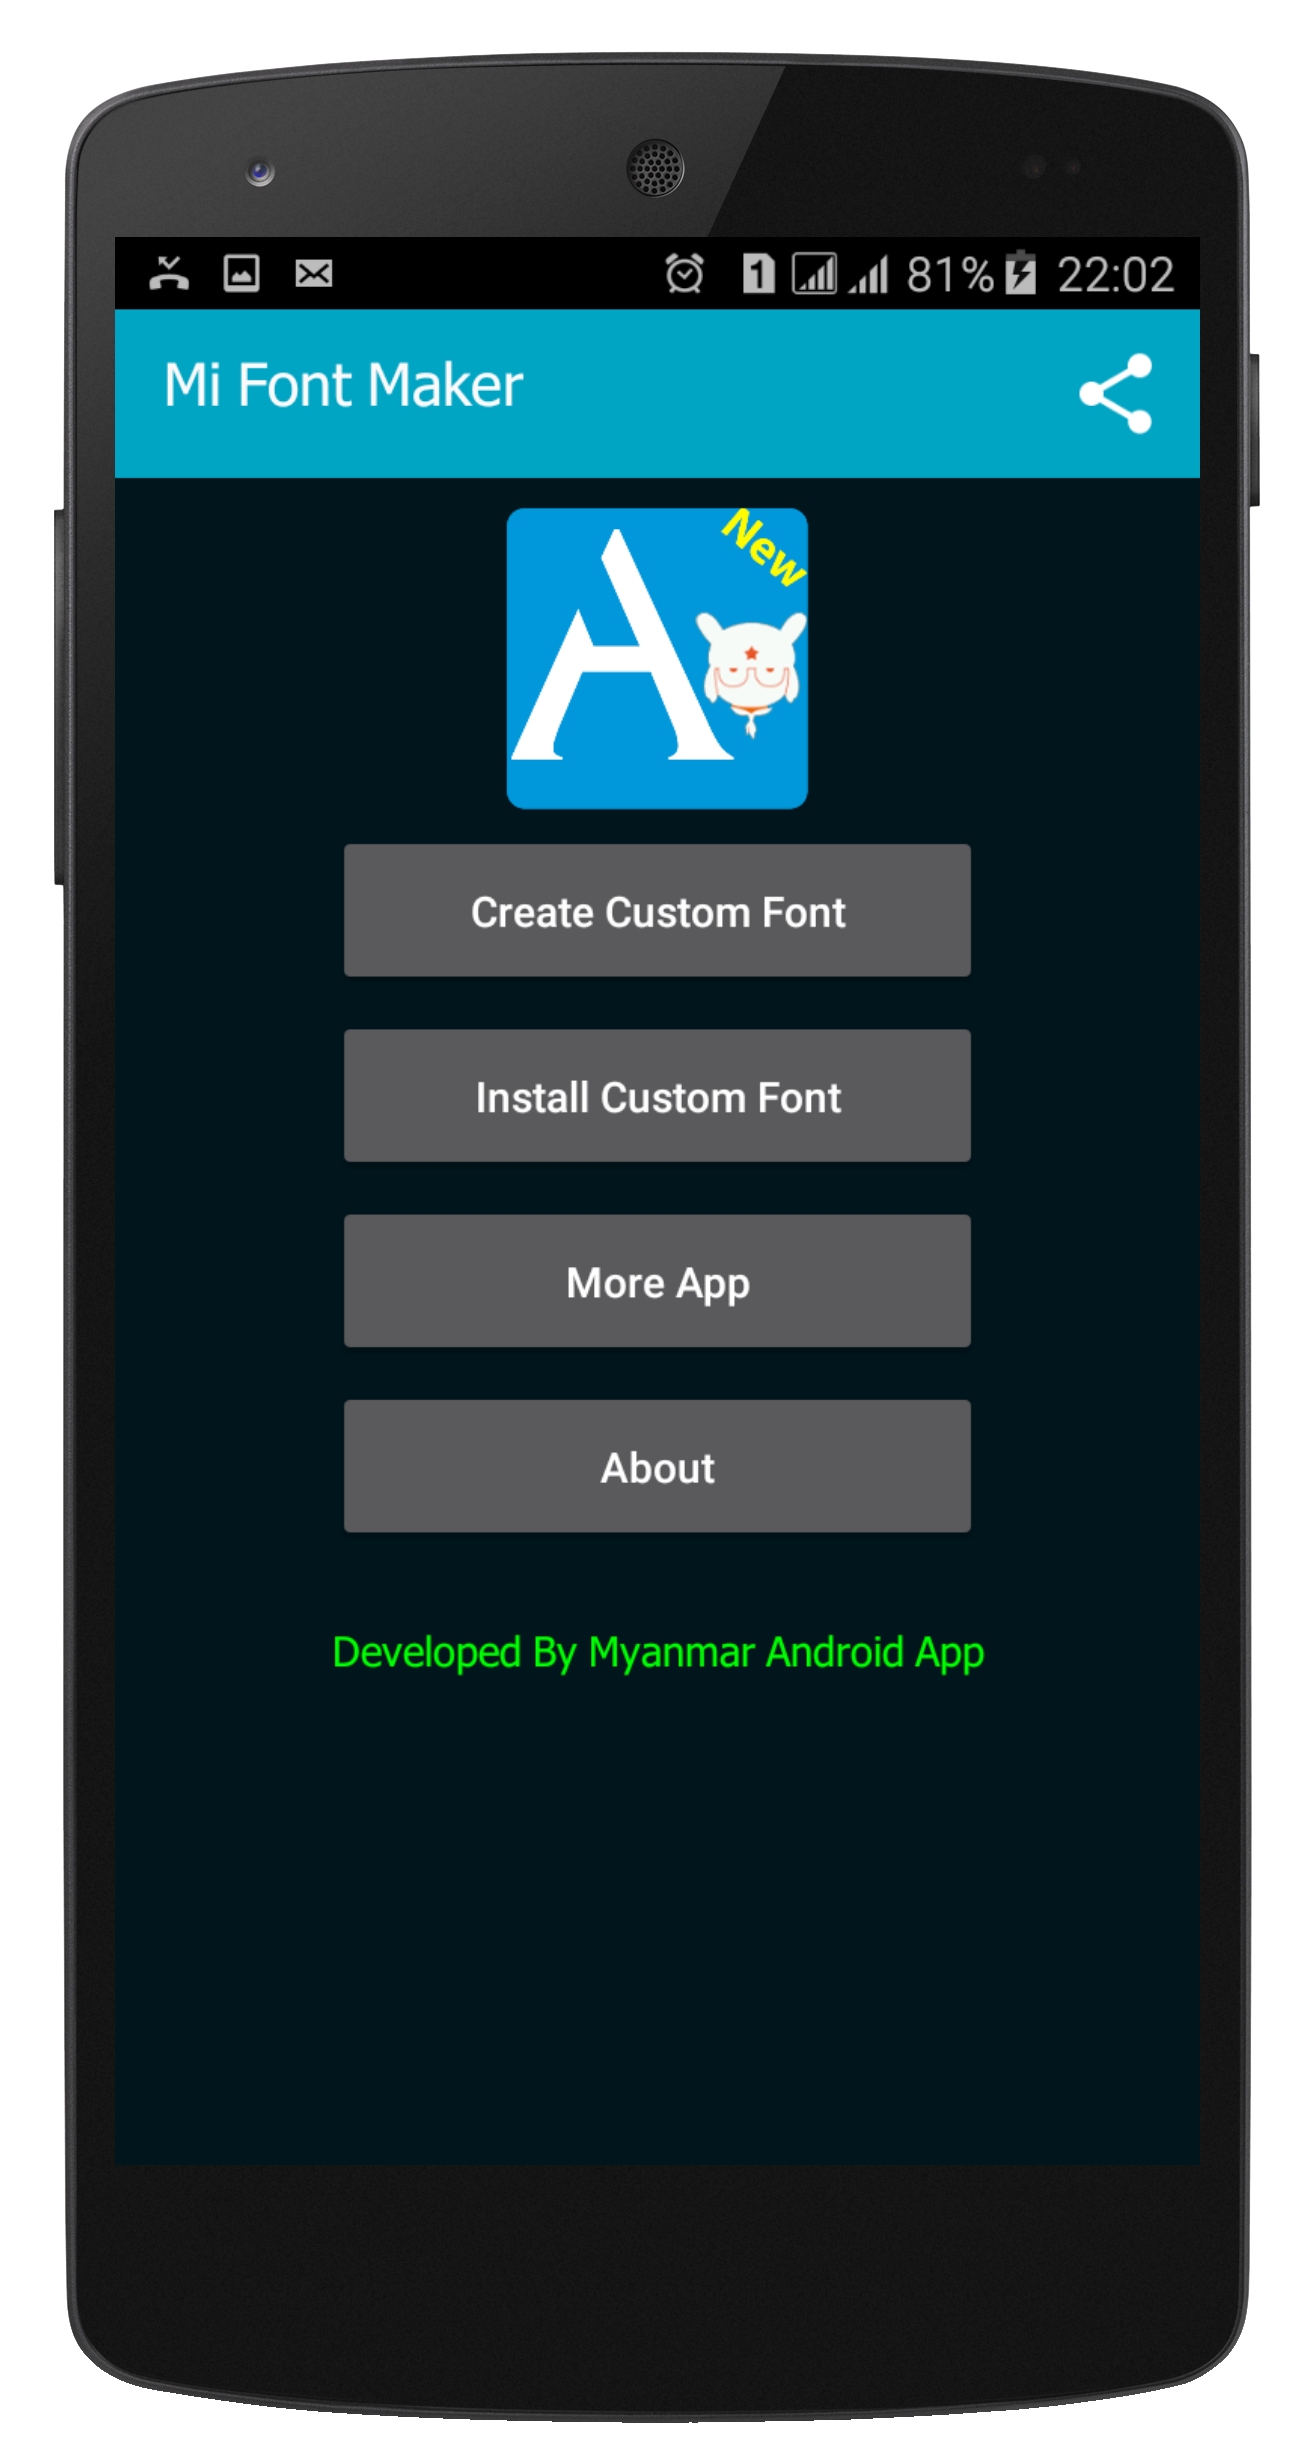 1 81% 22:02
Mi Font Maker
New
A
Create Custom Font
Install Custom Font
More App
About
Developed By Myanmar Android App